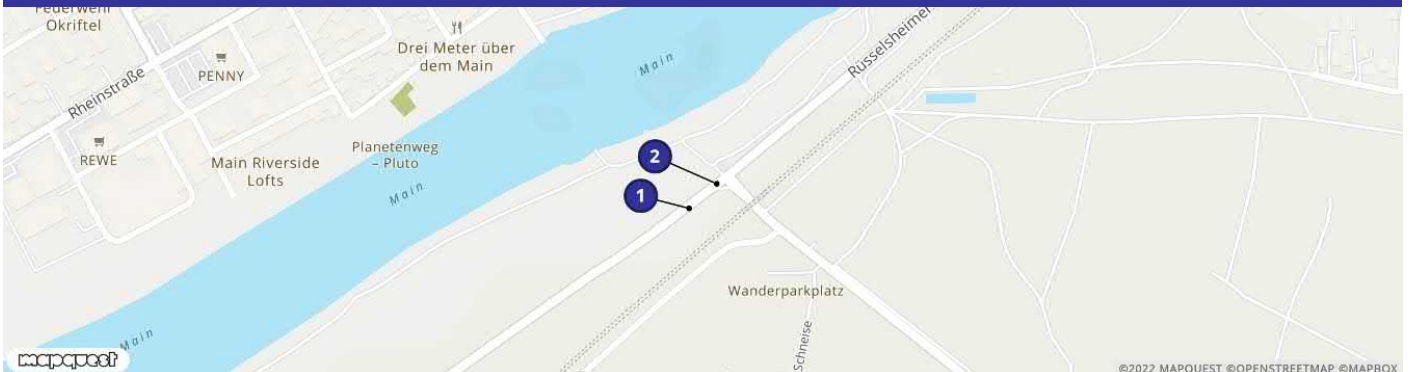 Feuerwehr
Okriftel
Drei Meter über
dem Main
Main
Rüsselsheimer
PENNY
Rheinstraße
REWE
Main Riverside
Lofts
Planetenweg
– Pluto
Main
2
1
Wanderparkplatz
Main
Schneise
mapquest
©2022 MAPQUEST ©OPENSTREETMAP ©MAPBOX